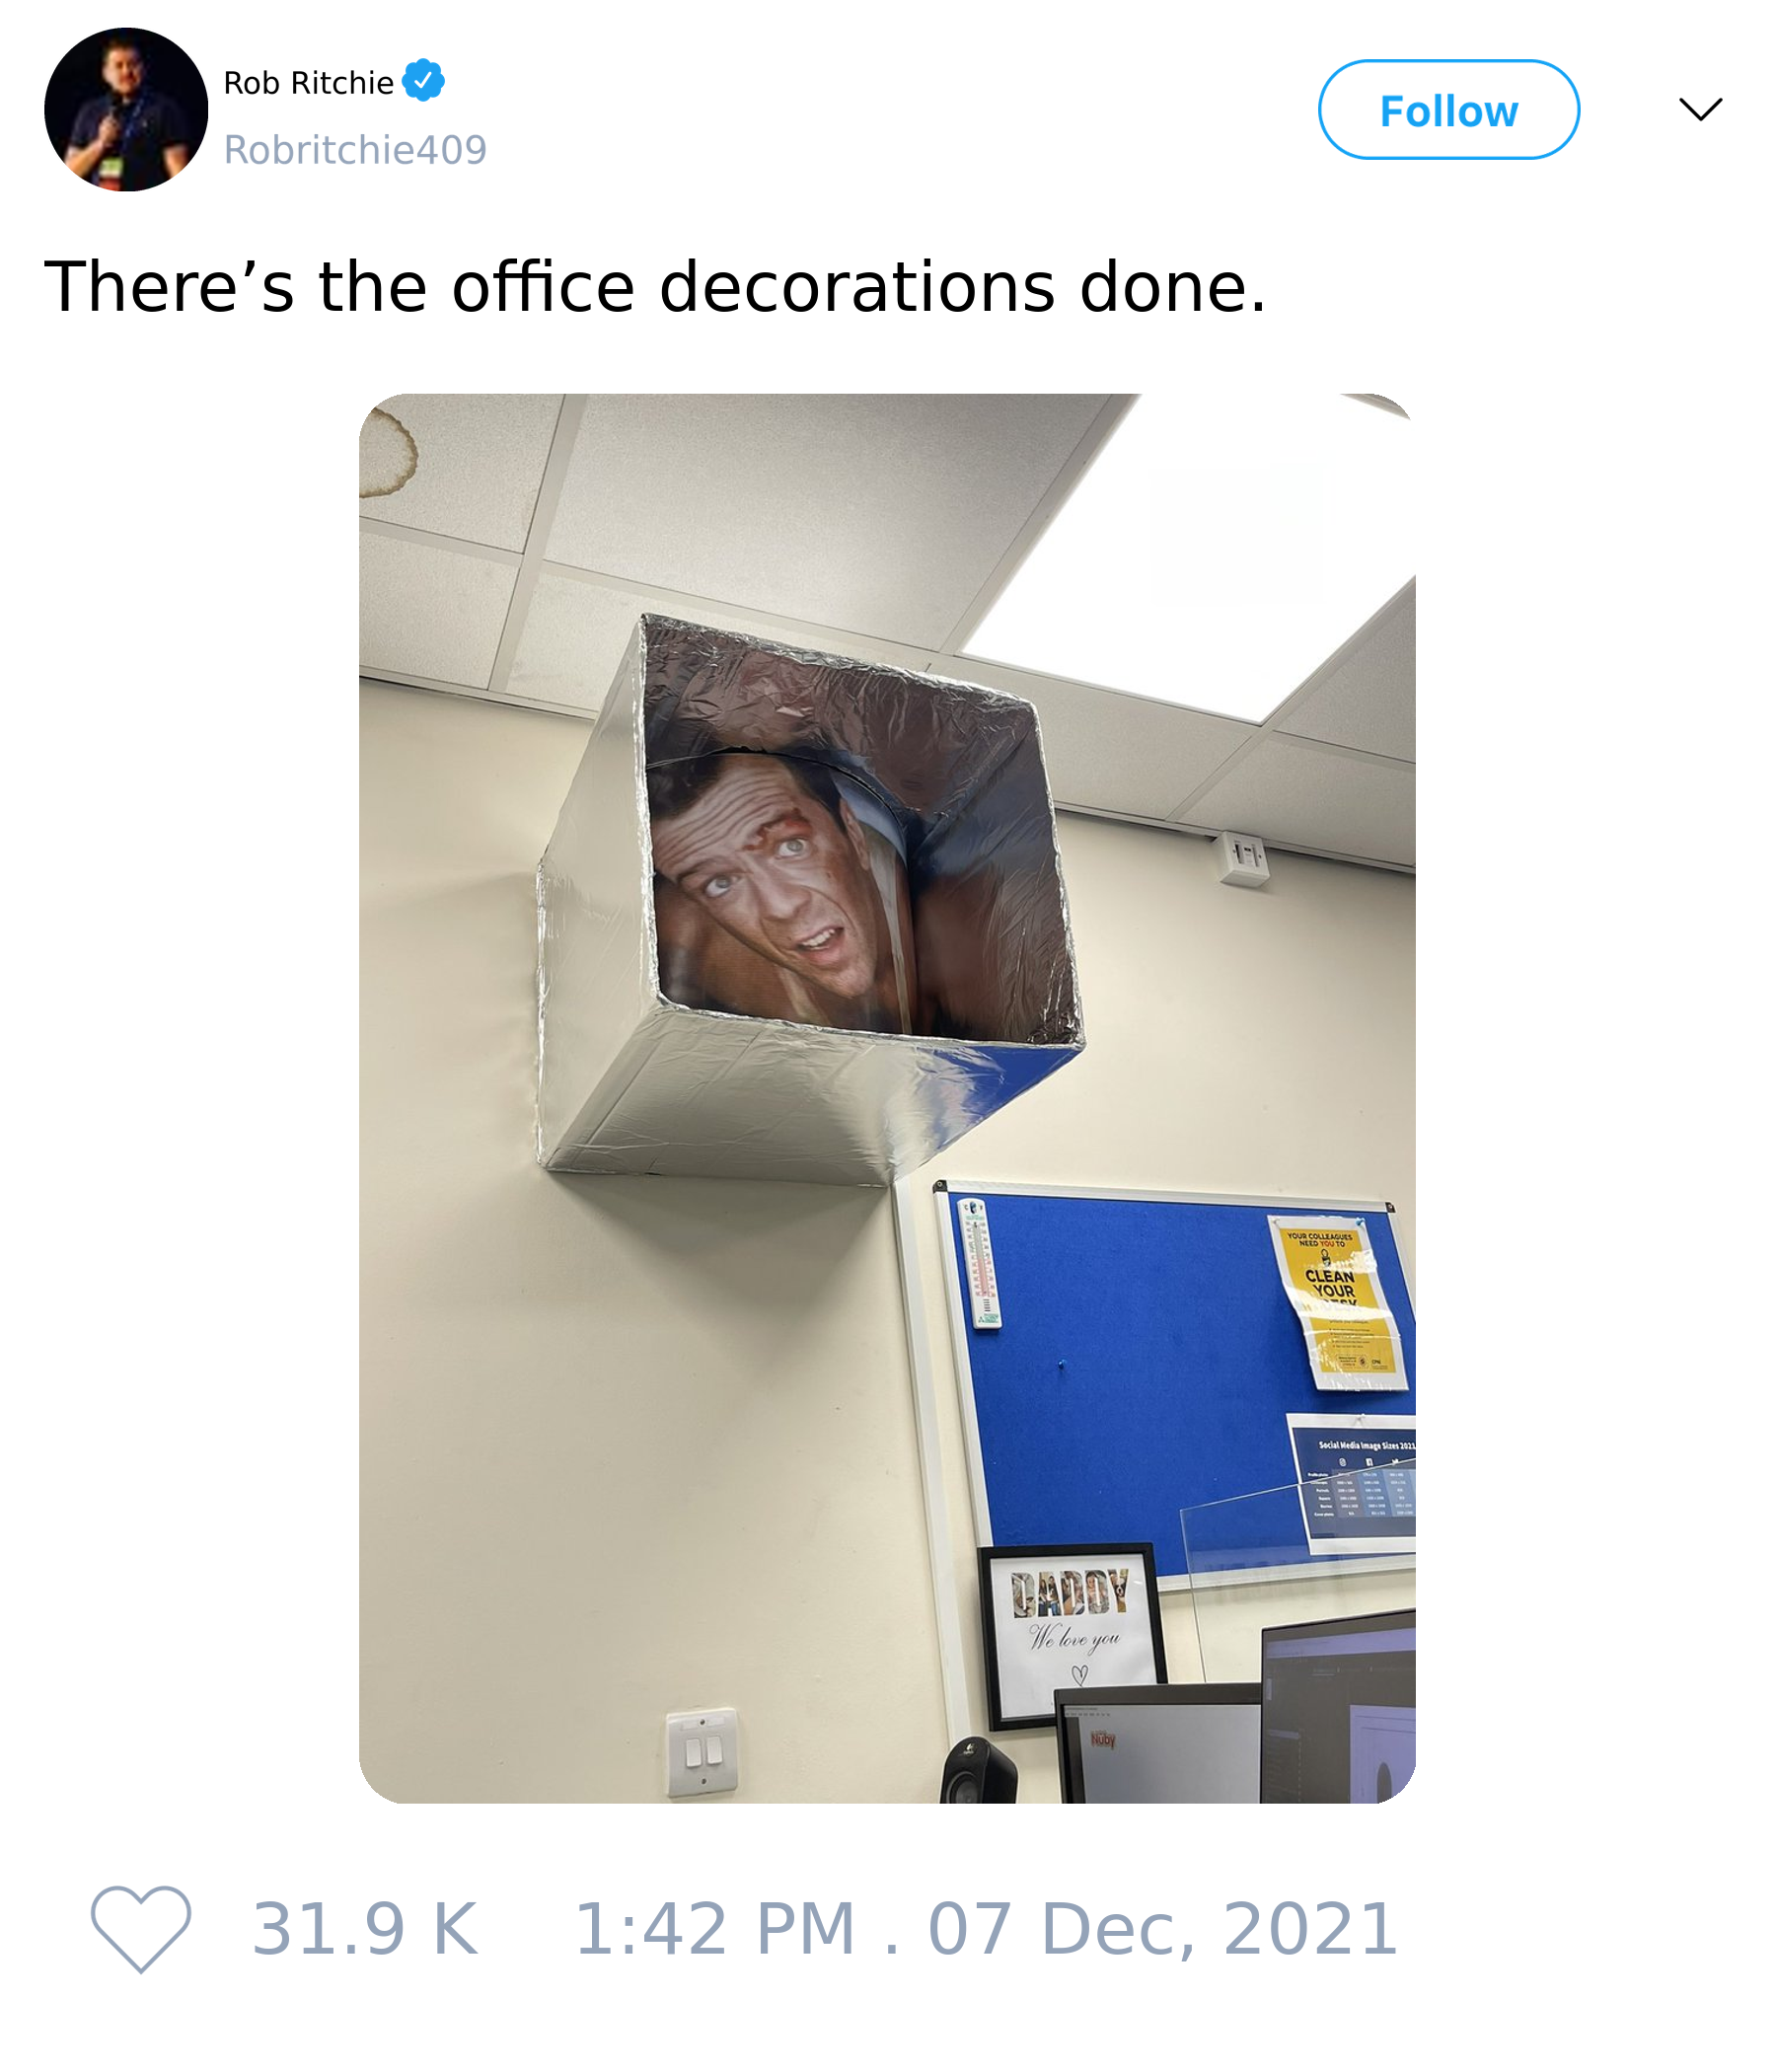 Rob Ritchie
Robritchie409
Follow
There’s the office decorations done.
YOUR COLLEAGUES
NEED YOU TO
CLEAN
YOUR
Social Media Image Sizes 2021
DADDY
We love you
Nuby
31.9 K
1:42 PM . 07 Dec, 2021